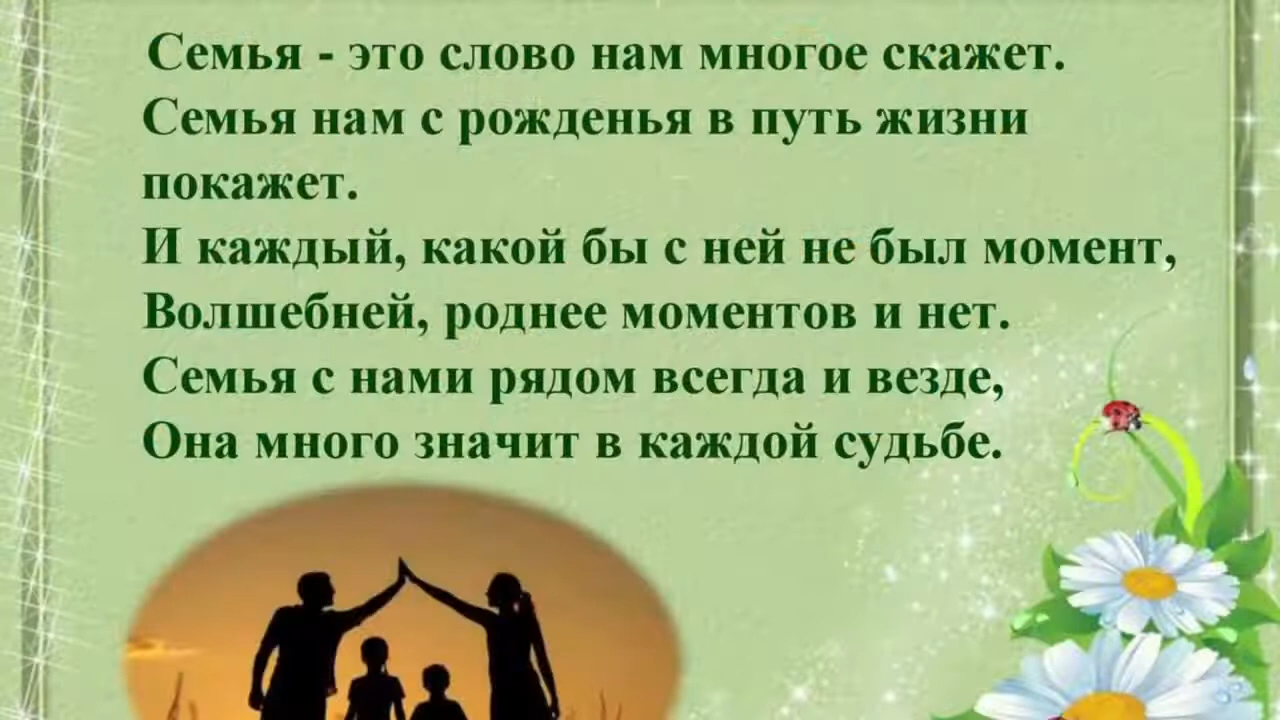 Семья - это слово нам многое скажет.
Семья нам с рожденья в путь жизни
покажет.
И каждый, какой бы с ней не был момент,
Волшебней, роднее моментов и нет.
Семья с нами рядом всегда и везде,
Она много значит в каждой судьбе.